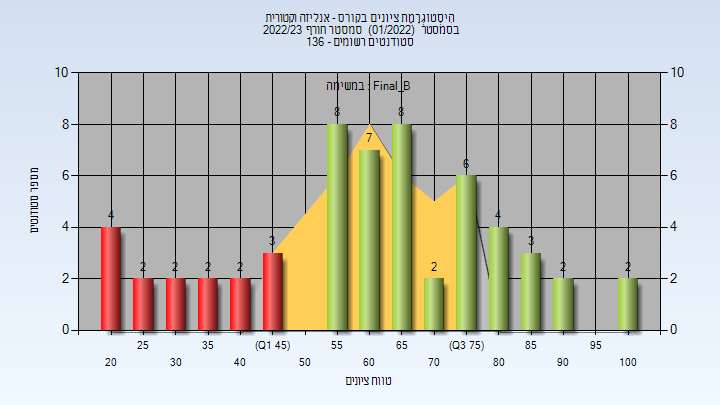 היסטוגרמת ציונים בקורס - אנליזה וקטורית
בסמסטר (01/2022) סמסטר חורף 2022/23
סטודנטים רשומים - 136
במשימה : Final_B
10 10
8 8
6 6
4 4
2 2
0 0
4 2 2 2 2 3 8 7 8 2 6 4 3 2 2
מספר סטודנטים
25 35 (Q1 45) 55 65 (Q3 75) 85 95
20 30 40 50 60 70 80 90 100
טווח ציונים